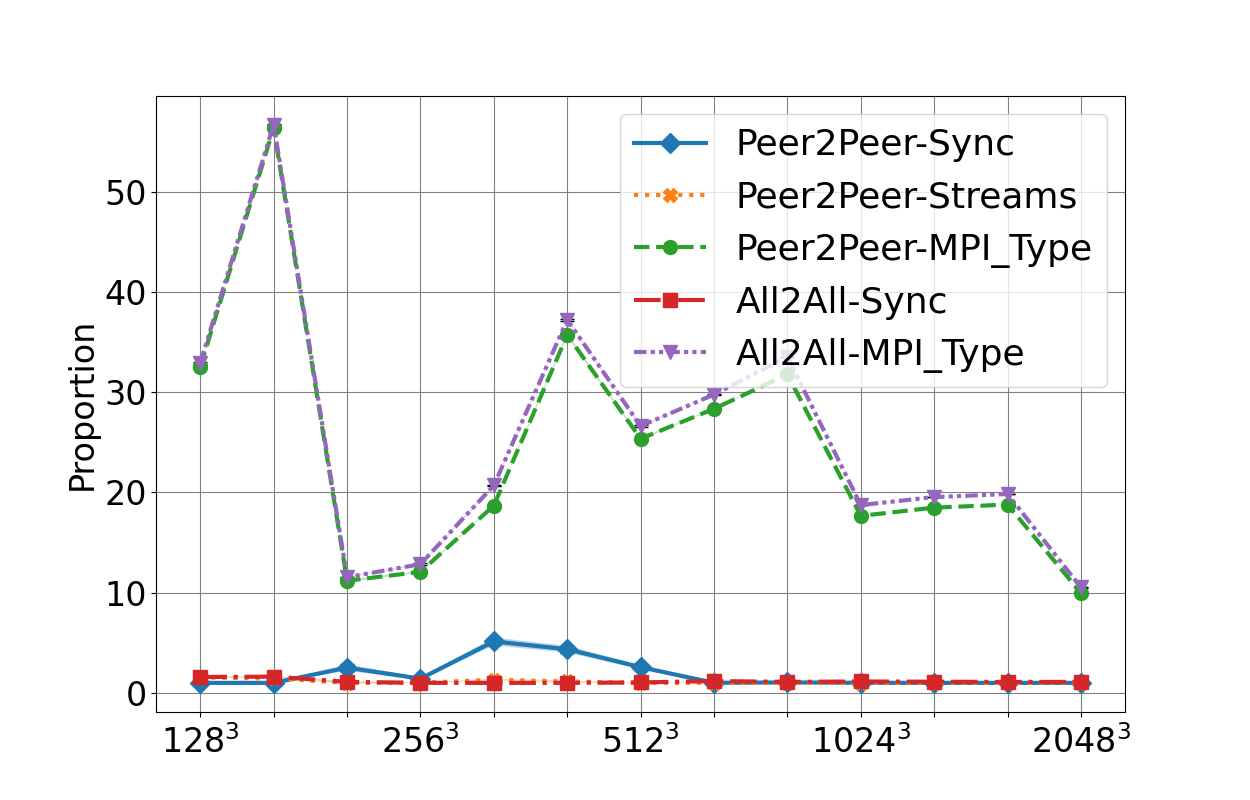 Peer2Peer-Sync
Peer2Peer-Streams
Peer2Peer-MPI_Type
All2All-Sync
All2All-MPI_Type
Proportion
50
40
30
20
10
0
128³
256³
512³
1024³
2048³